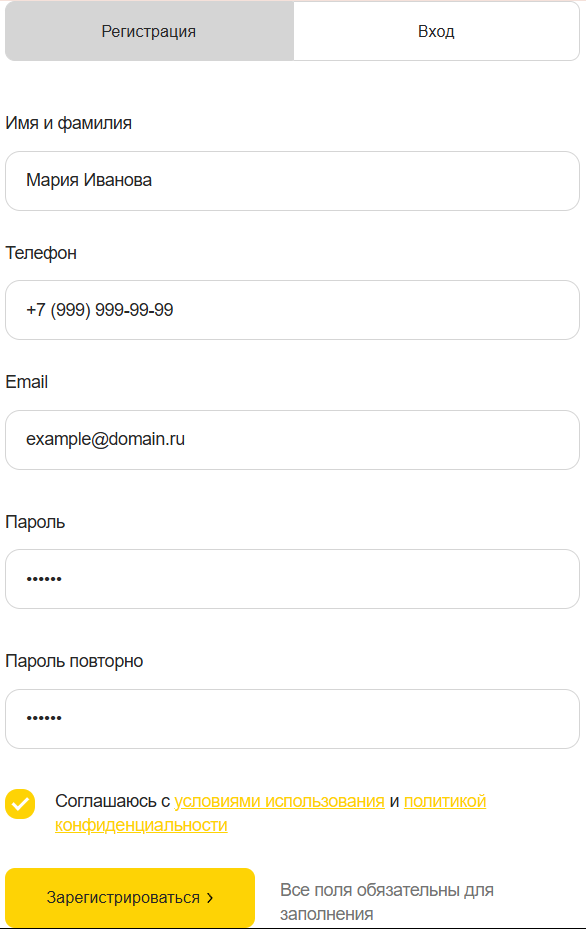 Регистрация
Вход
Имя и фамилия
Мария Иванова
Телефон
+7 (999) 999-99-99
Email
example@domain.ru
Пароль
••••••
Пароль повторно
••••••
Соглашаюсь с условиями использования и политикой
конфиденциальности
Зарегистрироваться ›
Все поля обязательны для
заполнения